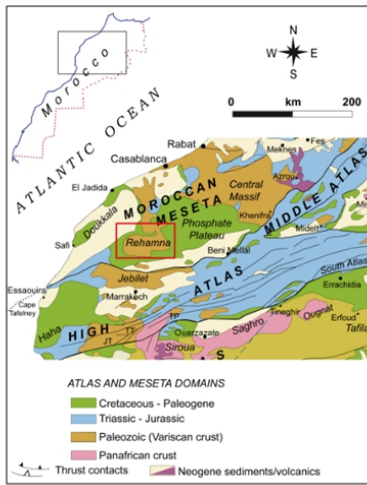 Morocco
N
W E
S
0 km 200
ATLANTIC OCEAN
Rabat
Fes
Meknes
Casablanca
Azrou
El Jadida
MOROCCAN
MESETA
Central
Massif
MIDDLE ATLAS
Doukkala
Khenifra
Phosphate
Plateau
Midelt
Safi
Rehamna
Beni Mellal
Jebilet
ATLAS
South Atlas
Essaouira
Marrakech
Errachidia
Cape
Tafelney
Haha
HIGH
TT
TP
JT
Ouarzazate
Tineghir
Ougnat
Erfoud
Saghro
Tafila
Siroua
S
ATLAS AND MESETA DOMAINS
Cretaceous - Paleogene
Triassic - Jurassic
Paleozoic (Variscan crust)
Panafrican crust
Thrust contacts
Neogene sediments/volcanics